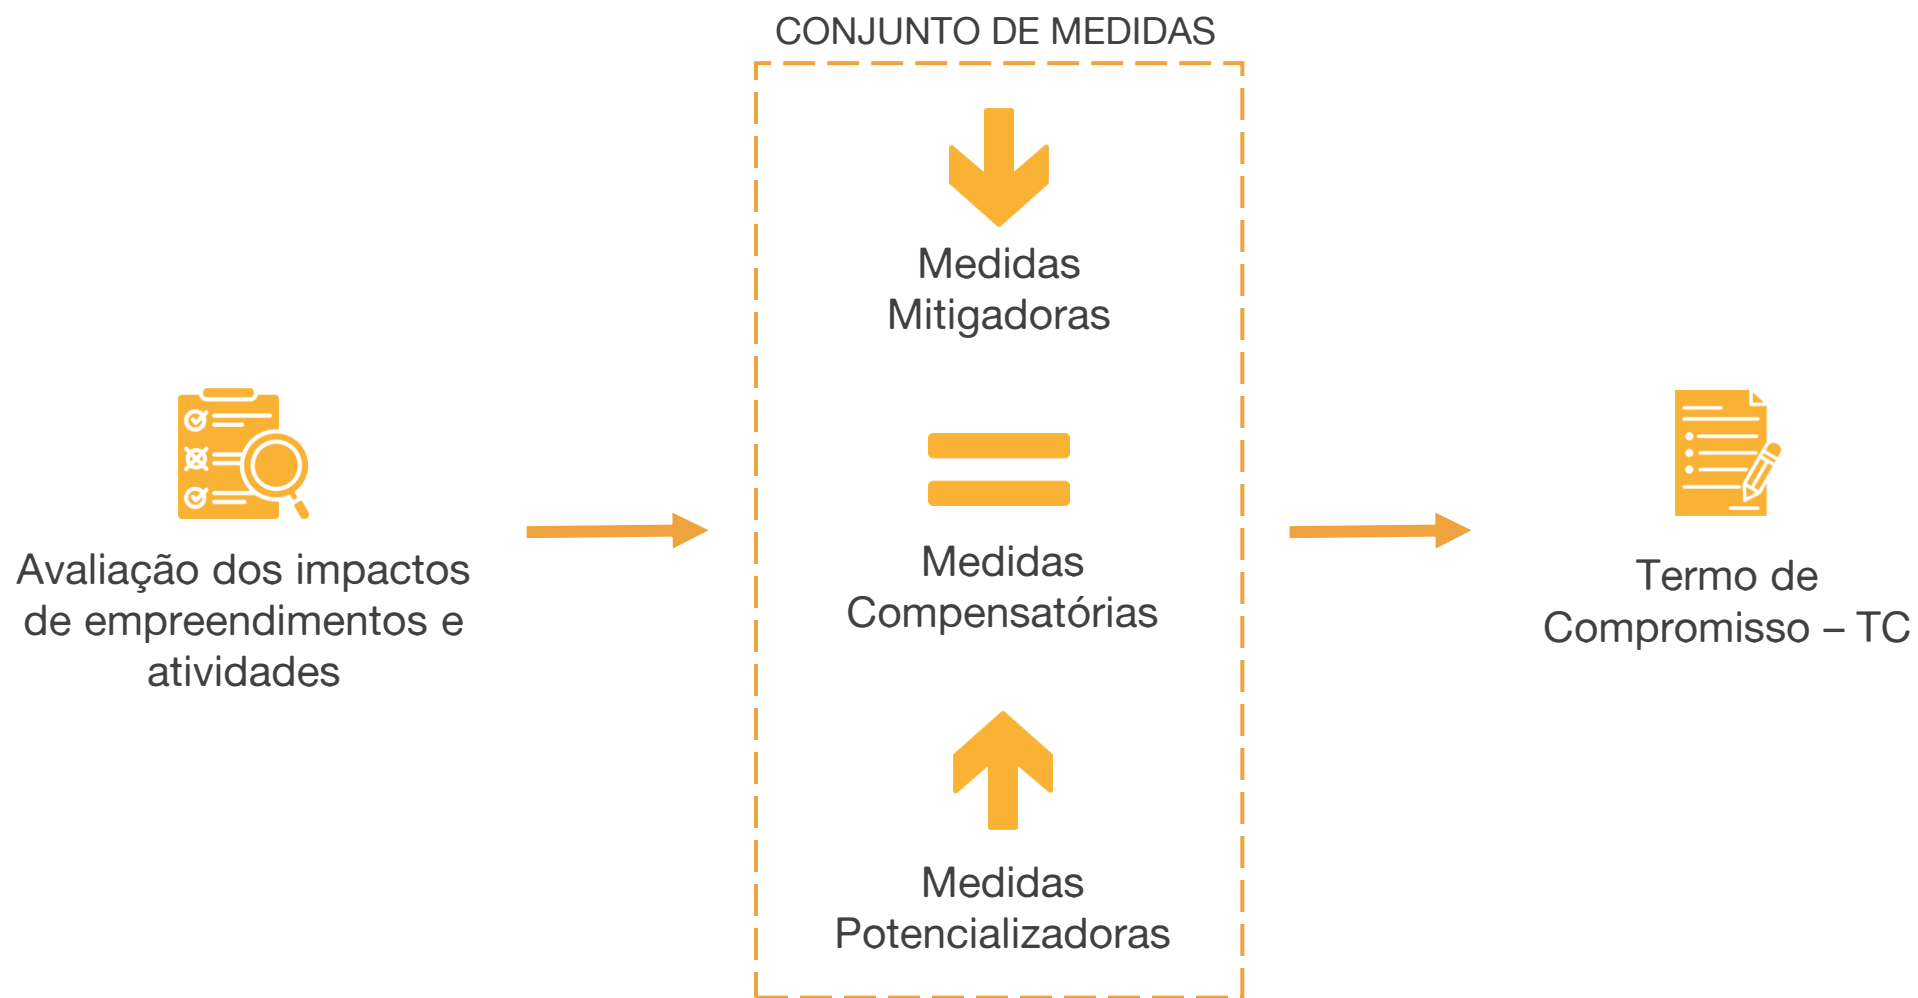 CONJUNTO DE MEDIDAS
Medidas
Mitigadoras
Avaliação dos impactos
de empreendimentos e
atividades
Medidas
Compensatórias
Medidas
Potencializadoras
Termo de
Compromisso – TC